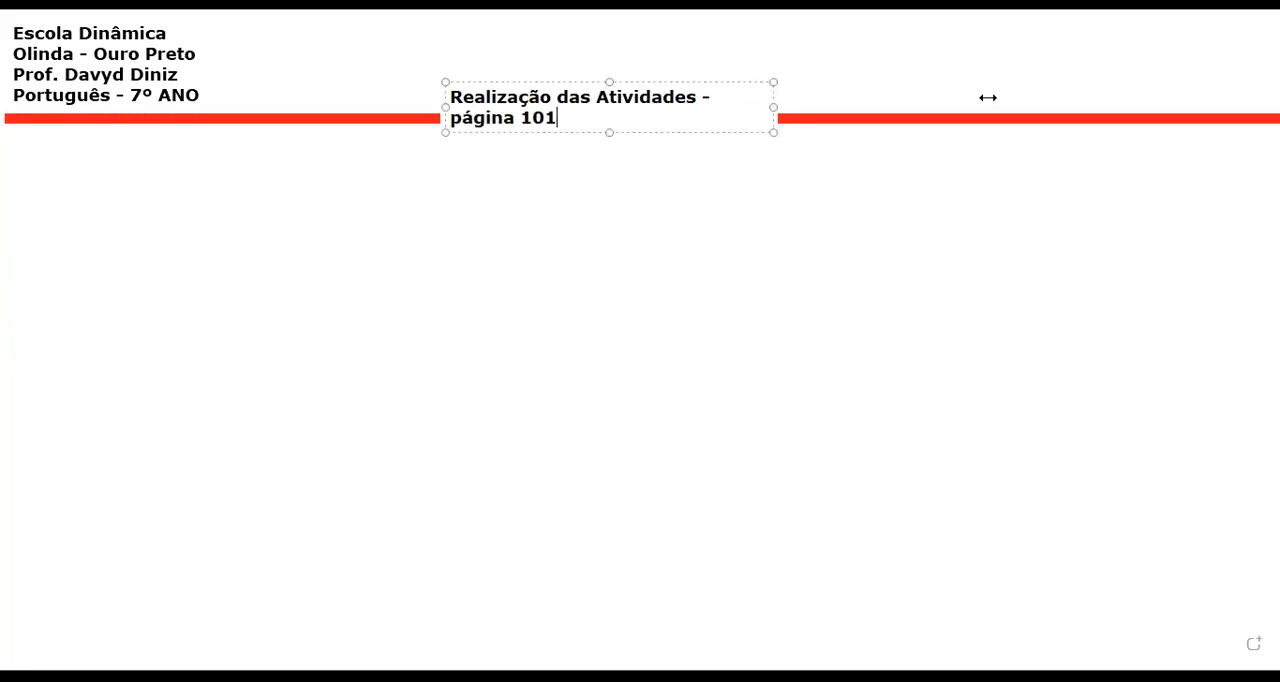 Escola Dinâmica
Olinda - Ouro Preto
Prof. Davyd Diniz
Português - 7º ANO
Realização das Atividades -
página 101